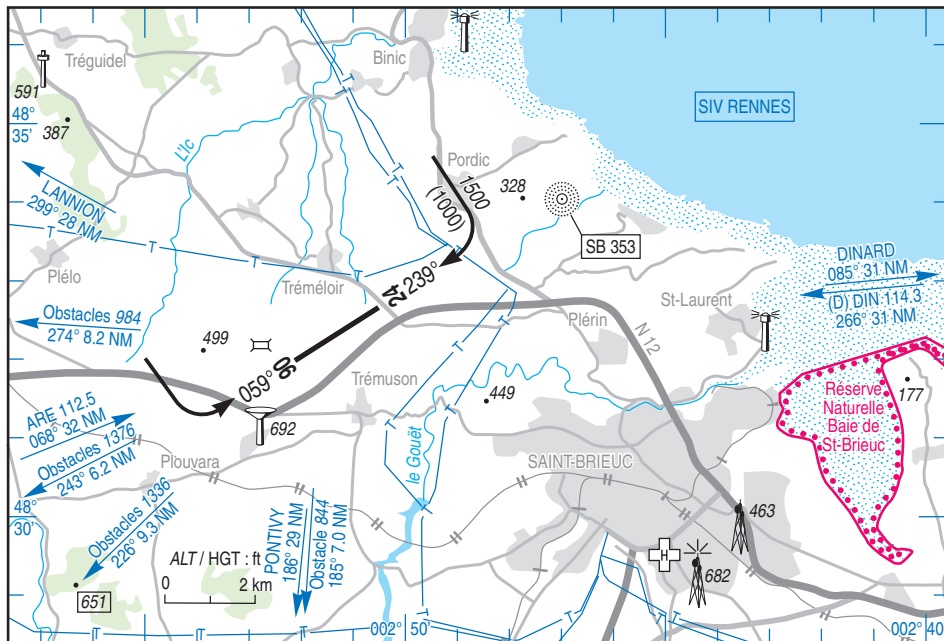 Tréguidel
Binic
591
48°
35'
387
SIV RENNES
L'Ic
Pordic
1500
(1000)
328
LANNION
299° 28 NM
SB 353
DINARD
085° 31 NM
(D) DIN 114.3
266° 31 NM
Plélo
Tréméloir
24
239°
St-Laurent
Obstacles 984
274° 8.2 NM
Plérin
N 12
499
06
059°
Trémuson
449
177
Réserve
Naturelle
Baie de
St-Brieuc
ARE 112.5
068° 32 NM
Obstacles 1376
243° 6.2 NM
692
Plouvara
le Gouët
SAINT-BRIEUC
48°
30'
463
Obstacles 1336
226° 9.3 NM
PONTIVY
186° 29 NM
Obstacle 844
185° 7.0 NM
ALT / HGT : ft
0 2 km
H
682
651
002° 50'
002° 40'